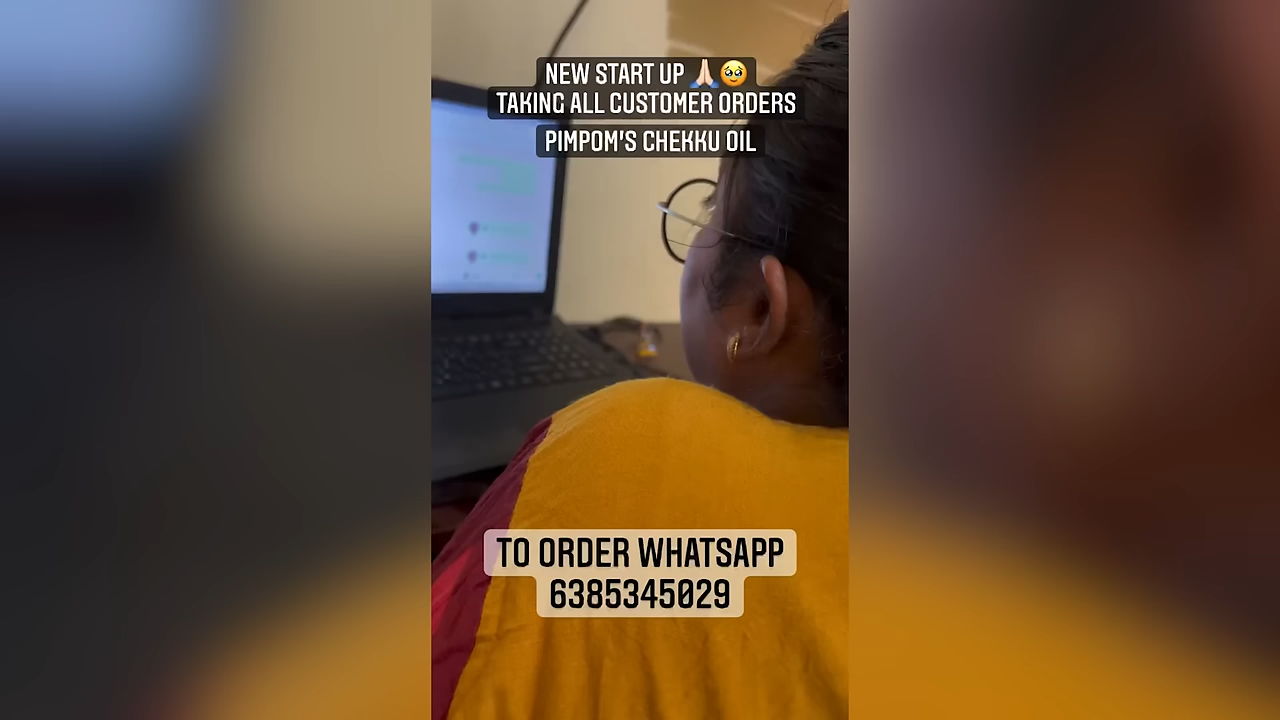 NEW START UP 🙏🏻🥹
TAKING ALL CUSTOMER ORDERS
PIMPOM'S CHEKKU OIL
TO ORDER WHATSAPP
6385345029